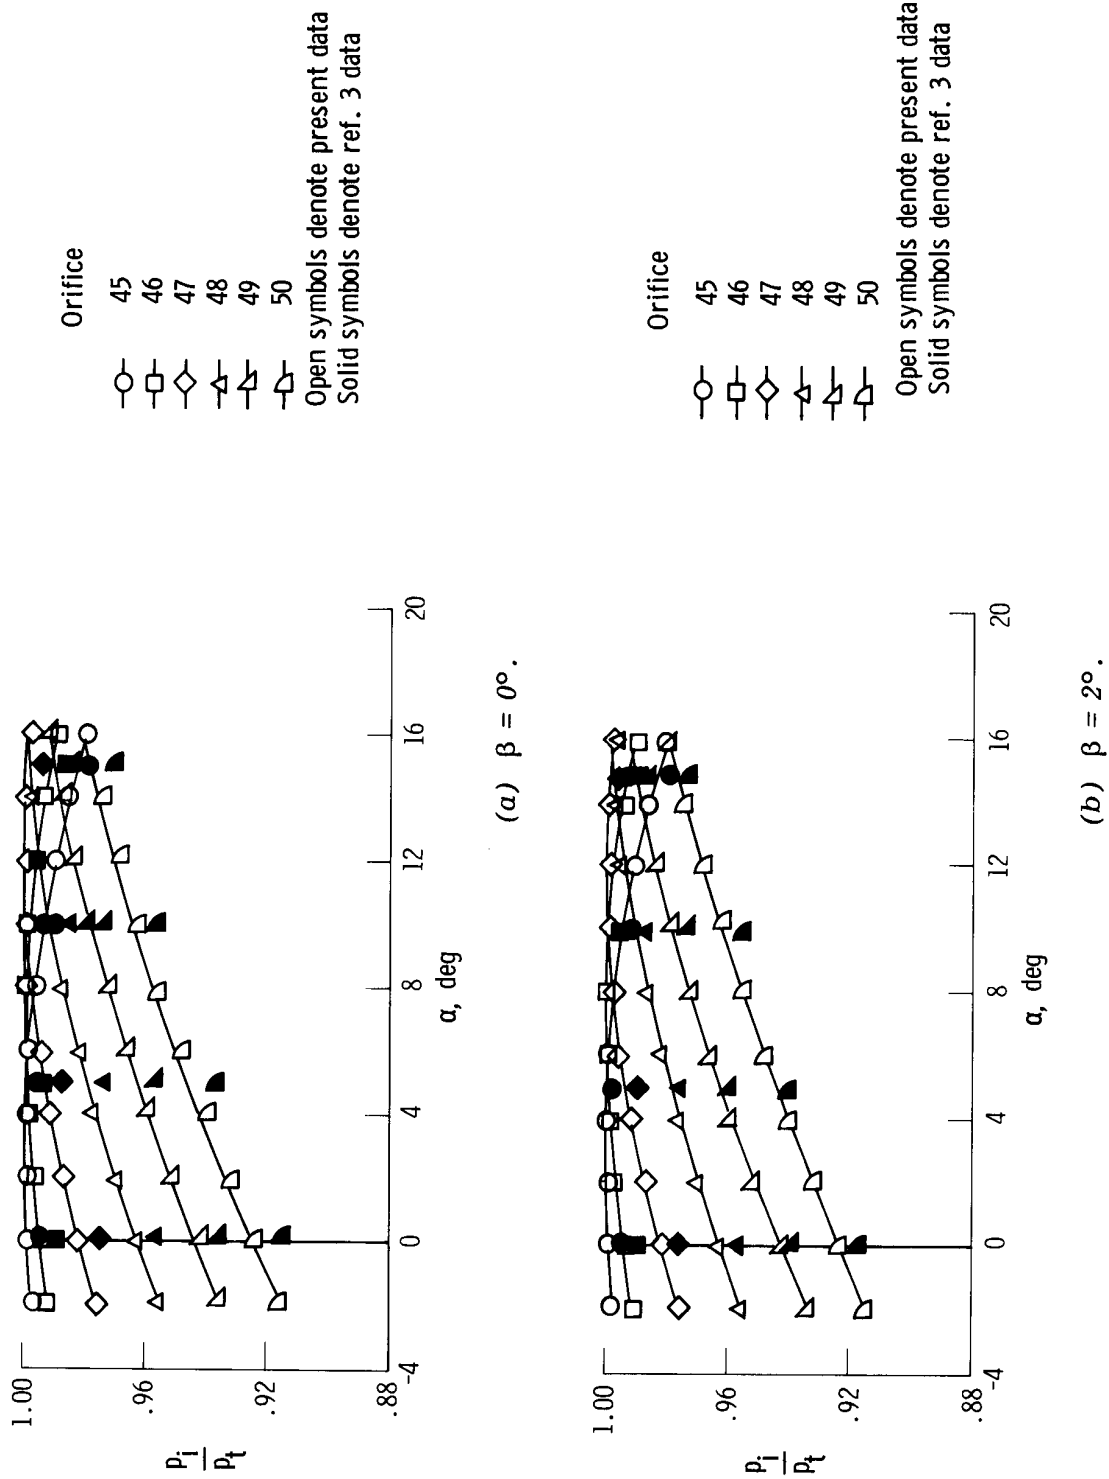 Orifice
45
46
47
48
49
50
Open symbols denote present data
Solid symbols denote ref. 3 data
p_i
p_t
1.00
.96
.92
.88
-4
0
4
8
12
16
20
α, deg
(a) β = 0°.
Orifice
45
46
47
48
49
50
Open symbols denote present data
Solid symbols denote ref. 3 data
p_i
p_t
1.00
.96
.92
.88
-4
0
4
8
12
16
20
α, deg
(b) β = 2°.